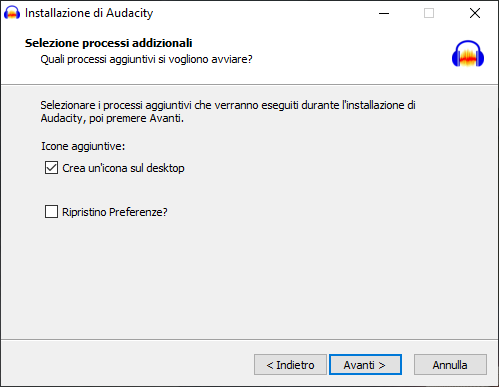 Installazione di Audacity
Selezione processi addizionali
Quali processi aggiuntivi si vogliono avviare?
Selezionare i processi aggiuntivi che verranno eseguiti durante l'installazione di
Audacity, poi premere Avanti.
Icone aggiuntive:
Crea un'icona sul desktop
Ripristino Preferenze?
< Indietro
Avanti >
Annulla